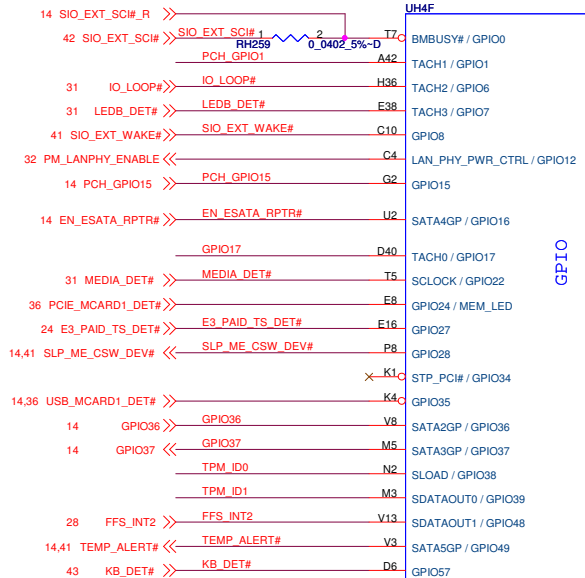 UH4F
14 SIO_EXT_SCI#_R
42 SIO_EXT_SCI# SIO_EXT_SCI# 1 2 T7 BMBUSY# / GPIO0
RH259 0_0402_5%~D
PCH_GPIO1 A42 TACH1 / GPIO1
31 IO_LOOP# IO_LOOP# H36 TACH2 / GPIO6
31 LEDB_DET# LEDB_DET# E38 TACH3 / GPIO7
41 SIO_EXT_WAKE# SIO_EXT_WAKE# C10 GPIO8
32 PM_LANPHY_ENABLE C4 LAN_PHY_PWR_CTRL / GPIO12
14 PCH_GPIO15 PCH_GPIO15 G2 GPIO15
14 EN_ESATA_RPTR# EN_ESATA_RPTR# U2 SATA4GP / GPIO16
GPIO17 D40 TACH0 / GPIO17
GPIO
31 MEDIA_DET# MEDIA_DET# T5 SCLOCK / GPIO22
36 PCIE_MCARD1_DET# E8 GPIO24 / MEM_LED
24 E3_PAID_TS_DET# E3_PAID_TS_DET# E16 GPIO27
14,41 SLP_ME_CSW_DEV# SLP_ME_CSW_DEV# P8 GPIO28
K1 STP_PCI# / GPIO34
14,36 USB_MCARD1_DET# K4 GPIO35
14 GPIO36 GPIO36 V8 SATA2GP / GPIO36
14 GPIO37 GPIO37 M5 SATA3GP / GPIO37
TPM_ID0 N2 SLOAD / GPIO38
TPM_ID1 M3 SDATAOUT0 / GPIO39
28 FFS_INT2 FFS_INT2 V13 SDATAOUT1 / GPIO48
14,41 TEMP_ALERT# TEMP_ALERT# V3 SATA5GP / GPIO49
43 KB_DET# KB_DET# D6 GPIO57